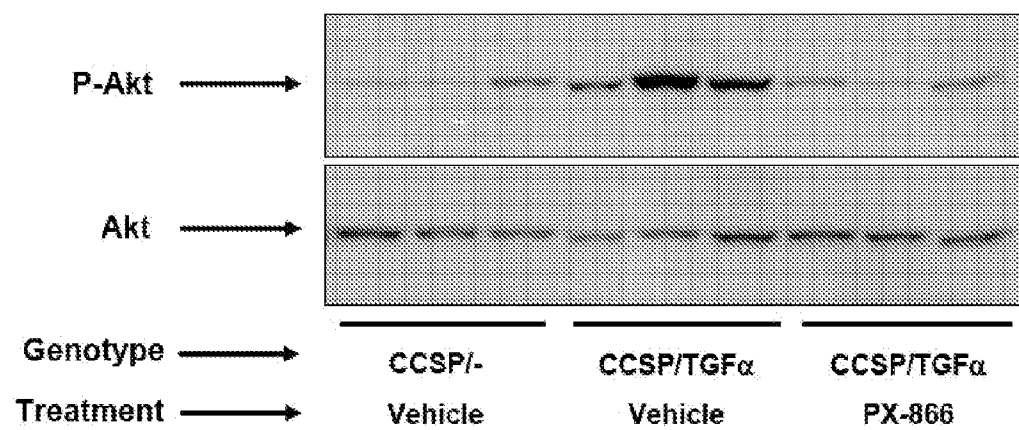 P-Akt
Akt
Genotype CCSP/- CCSP/TGFα CCSP/TGFα
Treatment Vehicle Vehicle PX-866